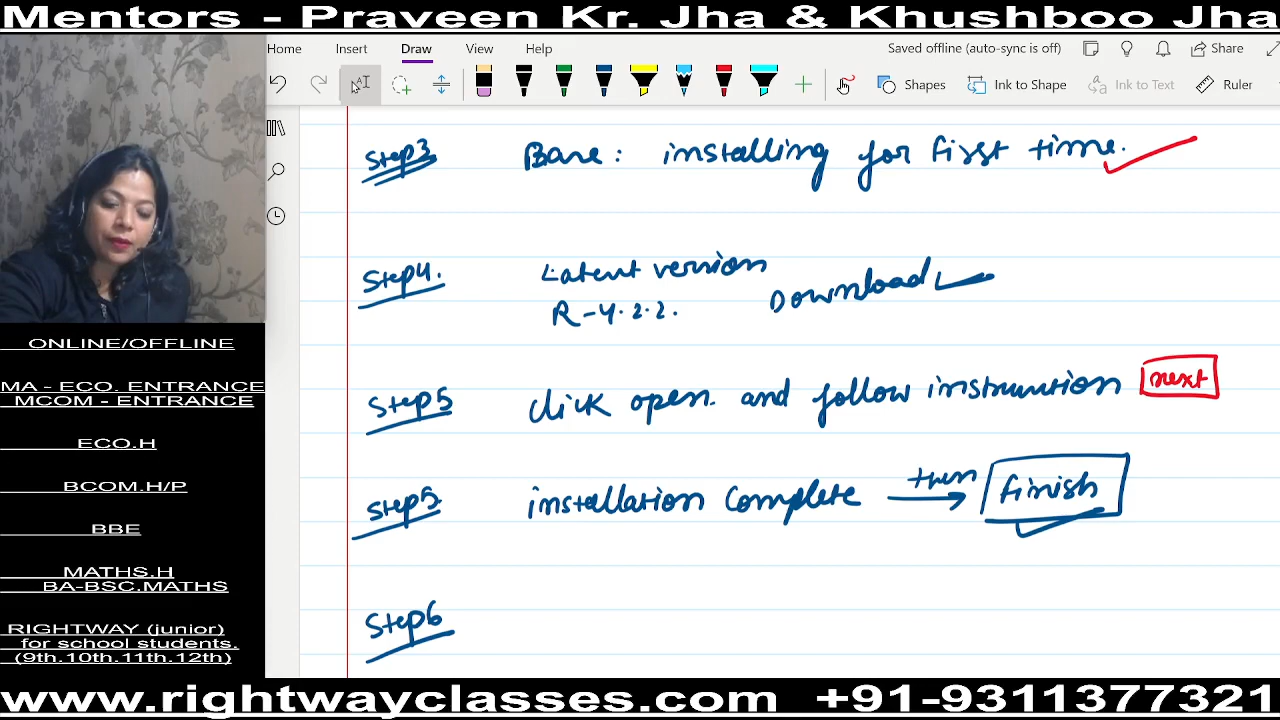 Mentors - Praveen Kr. Jha & Khushboo Jha
Home Insert Draw View Help Saved offline (auto-sync is off) Share
Shapes Ink to Shape Ink to Text Ruler
Step3 Base: installing for first time.
Step4. Latent version
R-4.2.2. Download
Step5 click open. and follow instruction next
Step5. installation Complete then finish
Step6
ONLINE/OFFLINE
MA - ECO. ENTRANCE
MCOM - ENTRANCE
ECO.H
BCOM.H/P
BBE
MATHS.H
BA-BSC.MATHS
RIGHTWAY (junior)
for school students.
(9th.10th.11th.12th)
www.rightwayclasses.com +91-9311377321